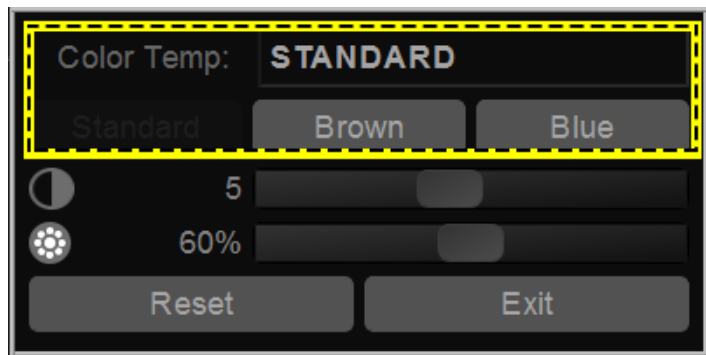 Color Temp: STANDARD
Standard Brown Blue
5
60%
Reset Exit